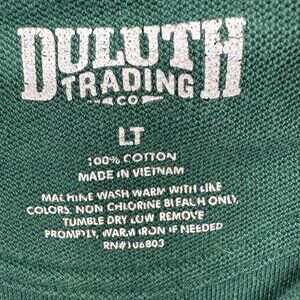 DULUTH
TRADING
CO
LT
100% COTTON
MADE IN VIETNAM
MACHINE WASH WARM WITH LIKE
COLORS. NON CHLORINE BLEACH ONLY.
TUMBLE DRY LOW. REMOVE
PROMPTLY, WARM IRON IF NEEDED
RN#106803